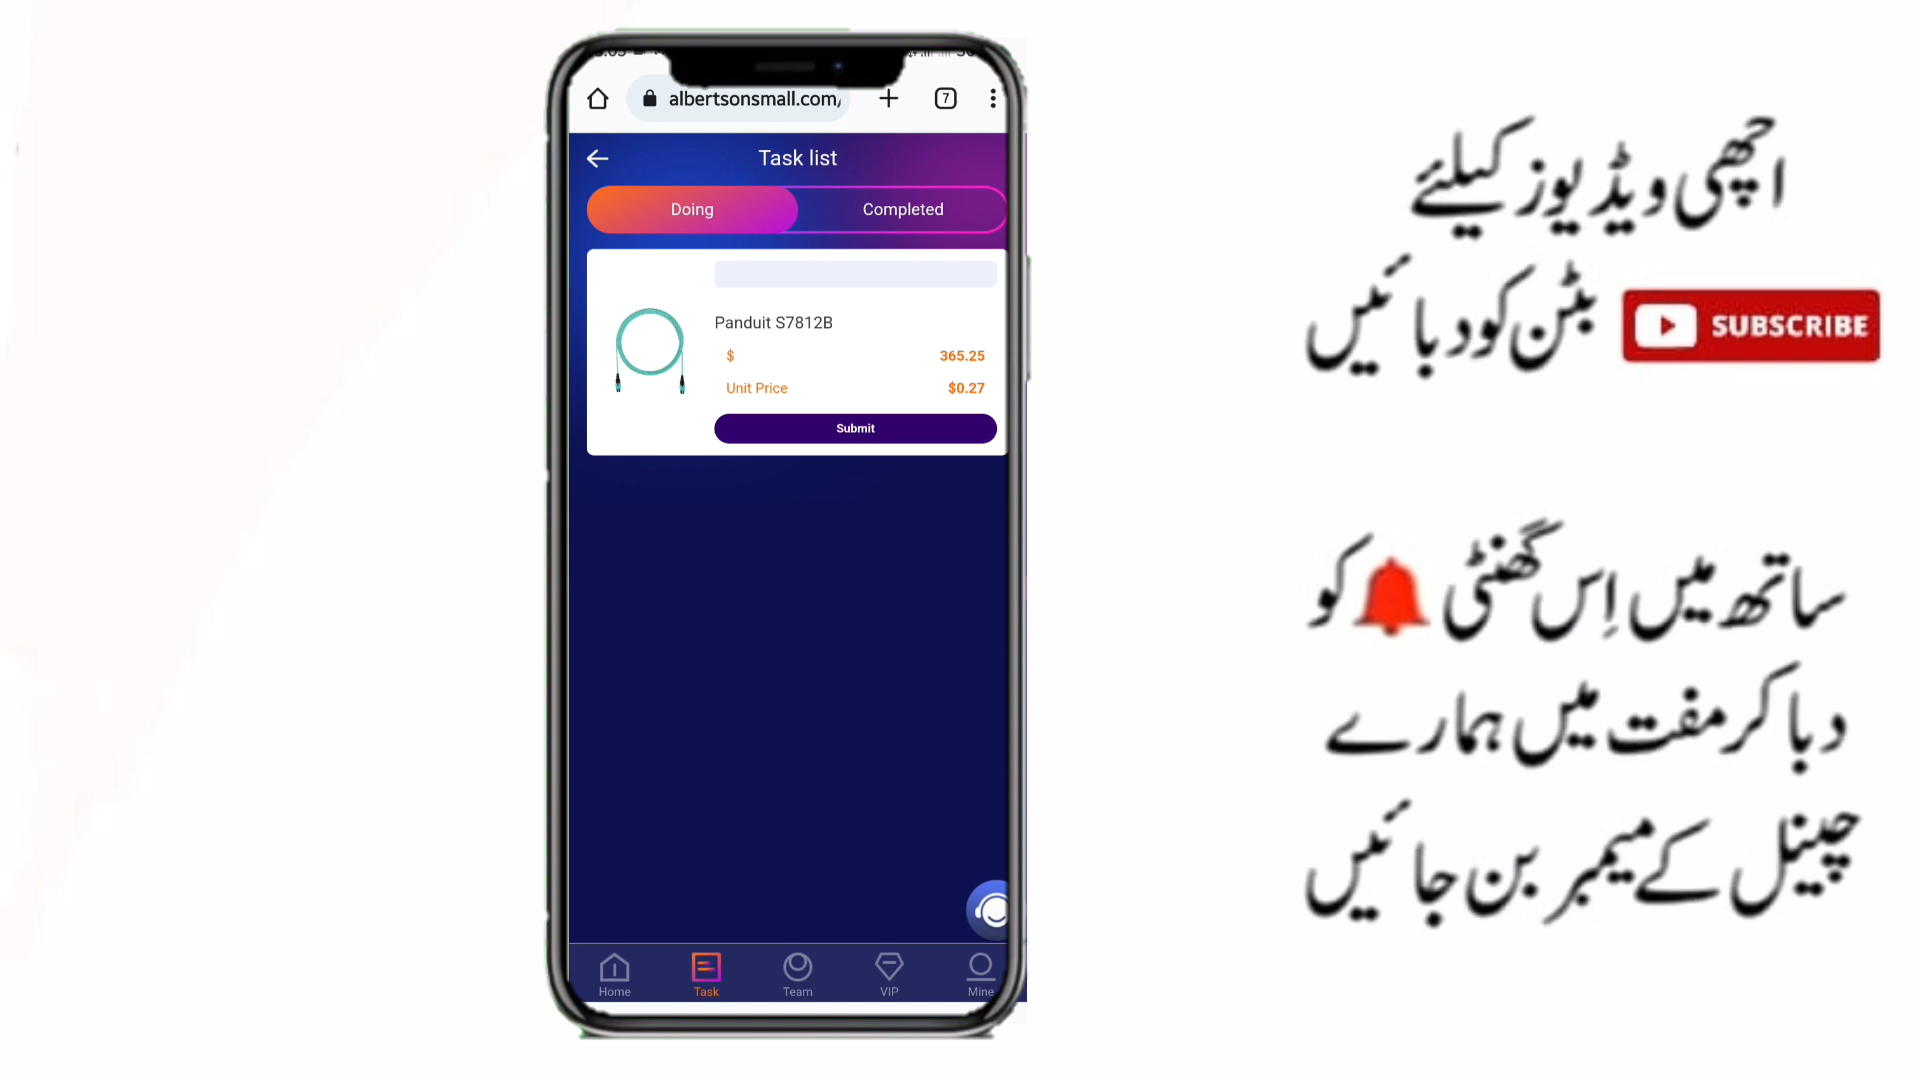 albertsonsmall.com/
7
Task list
Doing
Completed
Panduit S7812B
$ 365.25
Unit Price $0.27
Submit
Home
Task
Team
VIP
Mine
اچھی ویڈیوز کیلئے
بٹن کو دبائیں
SUBSCRIBE
ساتھ میں اِس گھنٹی کو
دبا کر مفت میں ہمارے
چینل کے میمبر بن جائیں